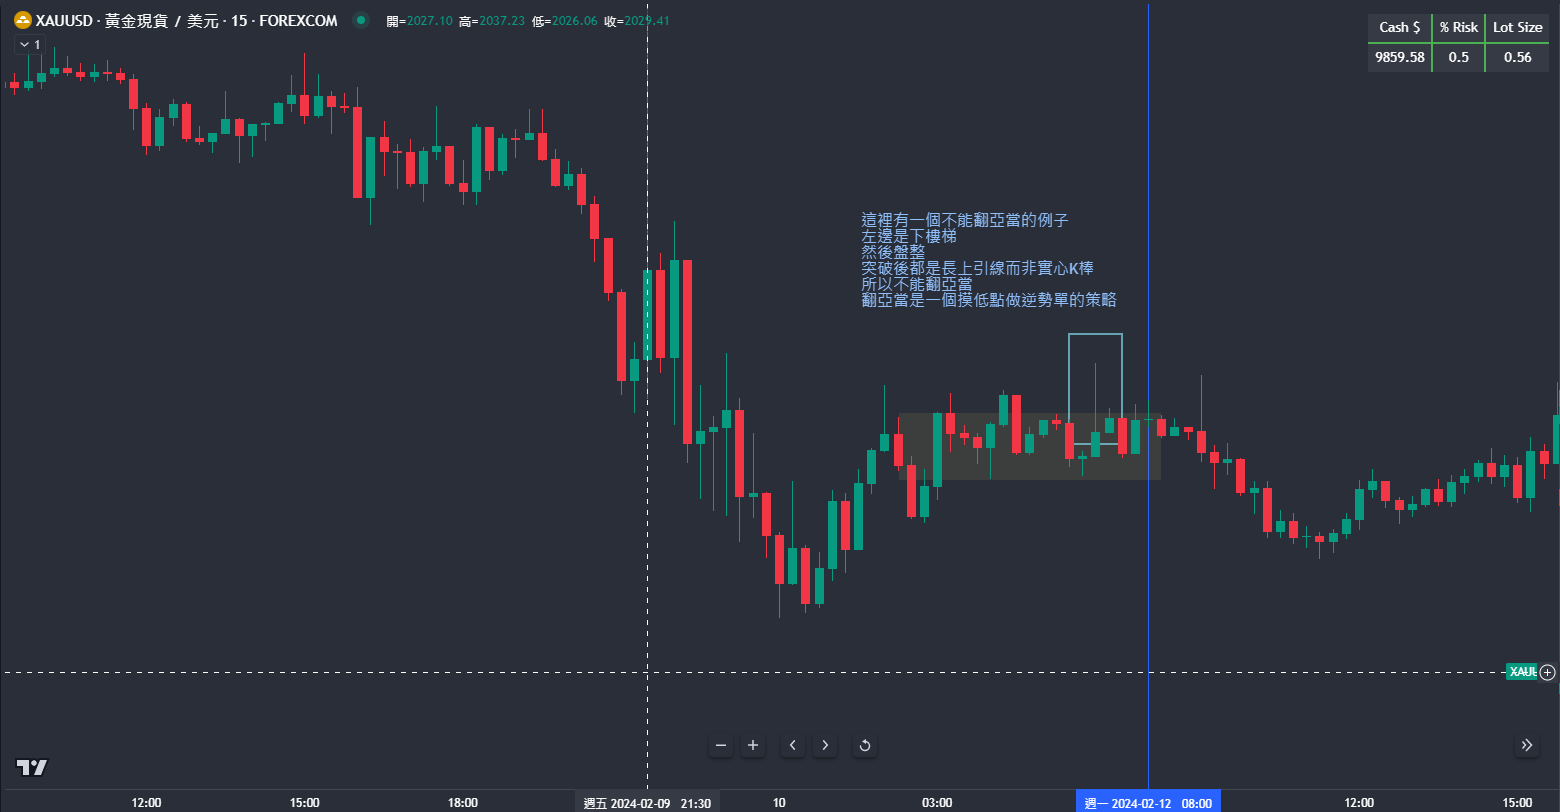 XAUUSD · 黃金現貨 / 美元 · 15 · FOREXCOM 開=2027.10 高=2037.23 低=2026.06 收=2029.41
1
Cash $ % Risk Lot Size
9859.58 0.5 0.56
這裡有一個不能翻亞當的例子
左邊是下樓梯
然後盤整
突破後都是長上引線而非實心K棒
所以不能翻亞當
翻亞當是一個摸低點做逆勢單的策略
12:00 15:00 18:00 週五 2024-02-09 21:30 10 03:00 週一 2024-02-12 08:00 12:00 15:00